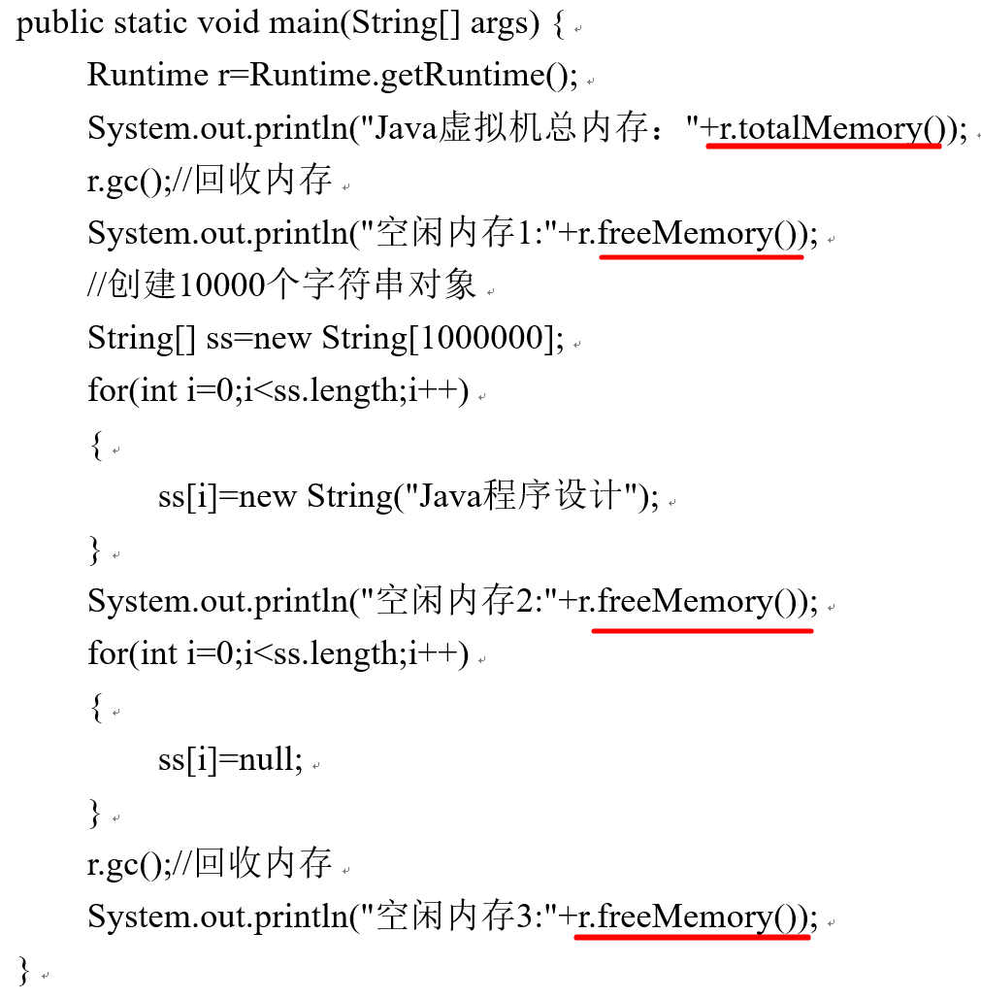 public static void main(String[] args) {
Runtime r=Runtime.getRuntime();
System.out.println("Java虚拟机总内存："+r.totalMemory());
r.gc();//回收内存
System.out.println("空闲内存1:"+r.freeMemory());
//创建10000个字符串对象
String[] ss=new String[1000000];
for(int i=0;i<ss.length;i++)
{
ss[i]=new String("Java程序设计");
}
System.out.println("空闲内存2:"+r.freeMemory());
for(int i=0;i<ss.length;i++)
{
ss[i]=null;
}
r.gc();//回收内存
System.out.println("空闲内存3:"+r.freeMemory());
}